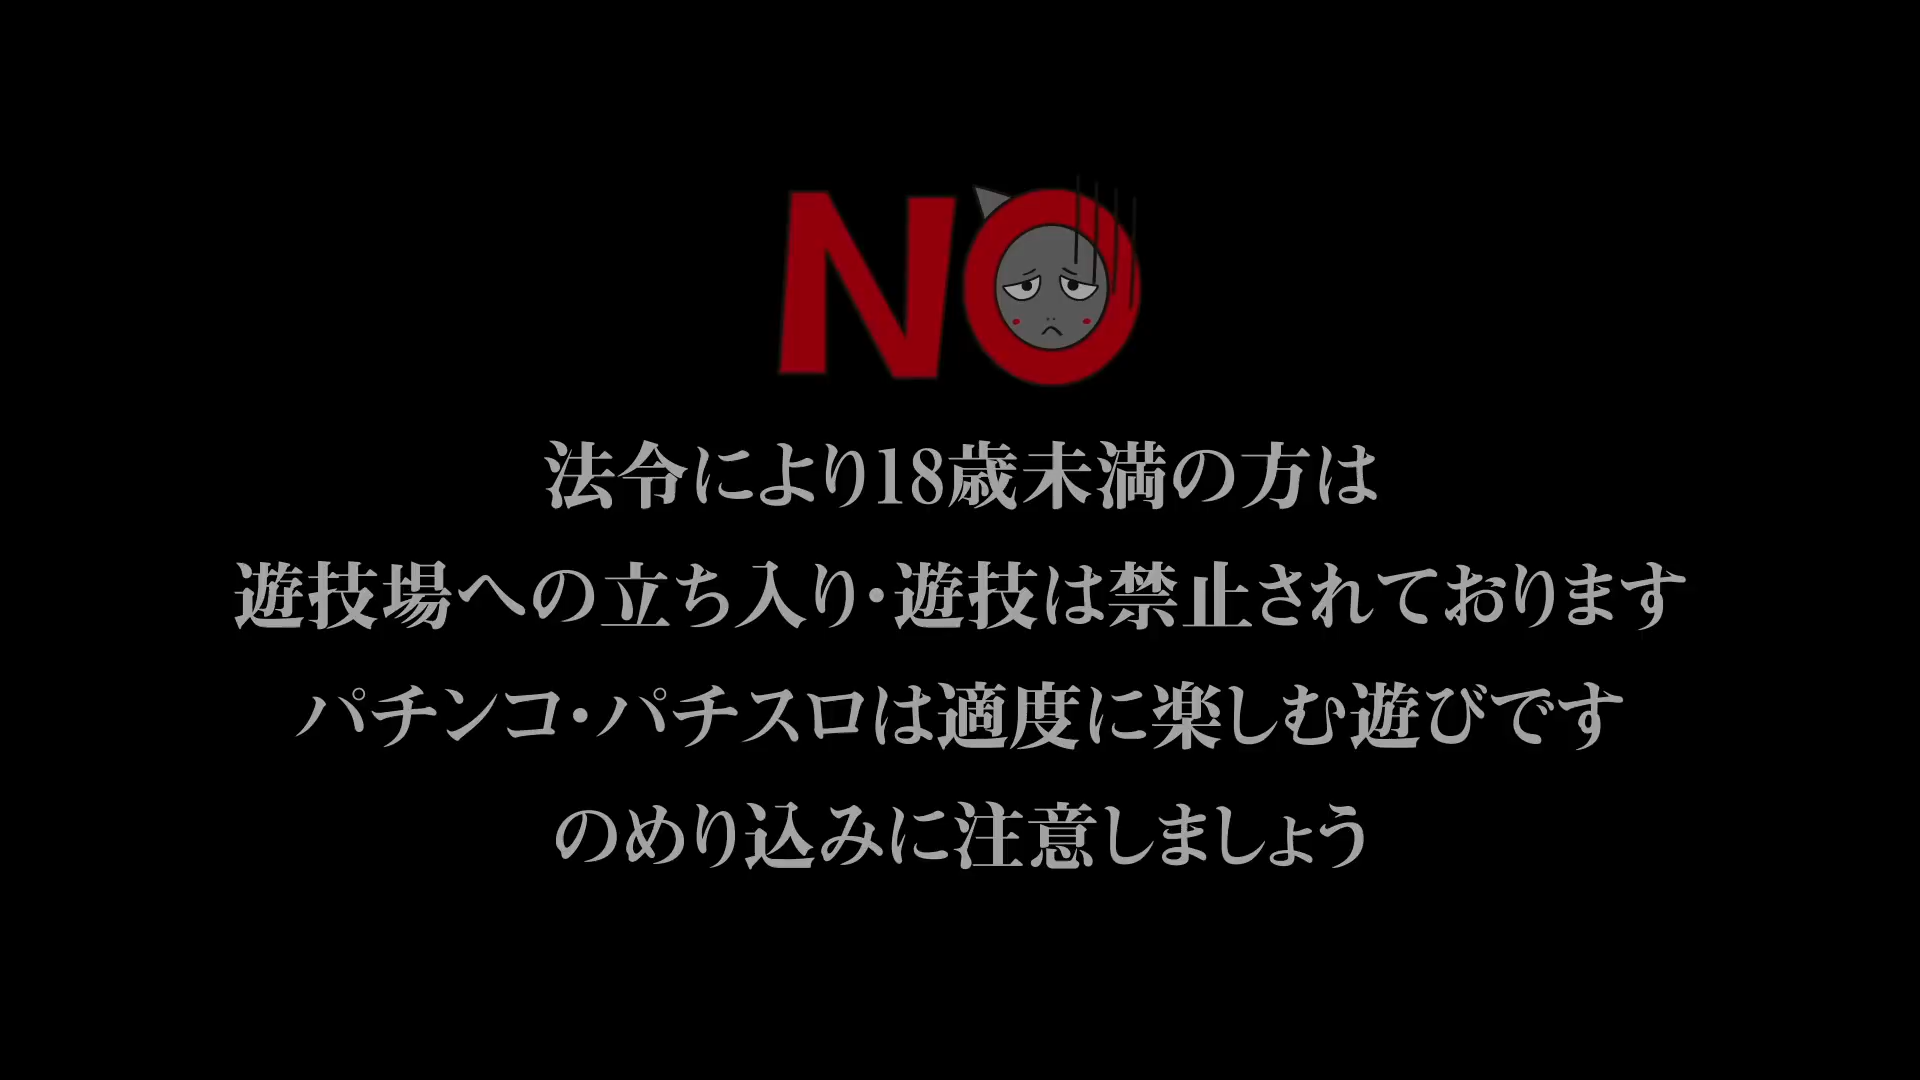 NO
法令により18歳未満の方は
遊技場への立ち入り・遊技は禁止されております
パチンコ・パチスロは適度に楽しむ遊びです
のめり込みに注意しましょう